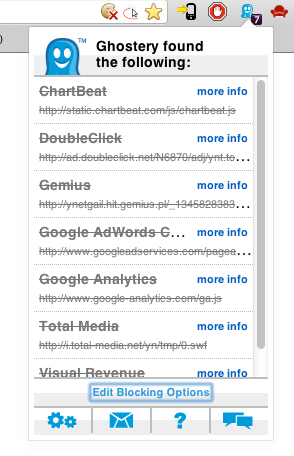 7
TM
Ghostery found
the following:
ChartBeat more info
http://static.chartbeat.com/js/chartbeat.js
DoubleClick more info
http://ad.doubleclick.net/N6870/adj/ynt.to...
Gemius more info
http://ynetgail.hit.gemius.pl/_1345828383...
Google AdWords C... more info
http://www.googleadservices.com/pagea...
Google Analytics more info
http://www.google-analytics.com/ga.js
Total Media more info
http://i.total-media.net/yn/tmp/0.swf
Visual Revenue more info
Edit Blocking Options
?